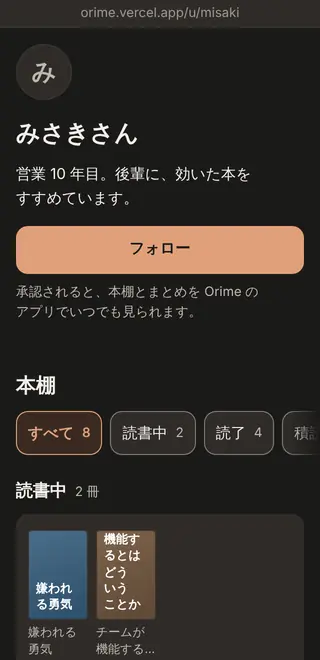 orime.vercel.app/u/misaki
み
みさきさん
営業 10 年目。後輩に、効いた本を
すすめています。
フォロー
承認されると、本棚とまとめを Orime の
アプリでいつでも見られます。
本棚
すべて 8
読書中 2
読了 4
積読
読書中 2 冊
嫌われ
る勇気
機能す
るとは
どう
いう
ことか
嫌われる
勇気
チームが
機能する…